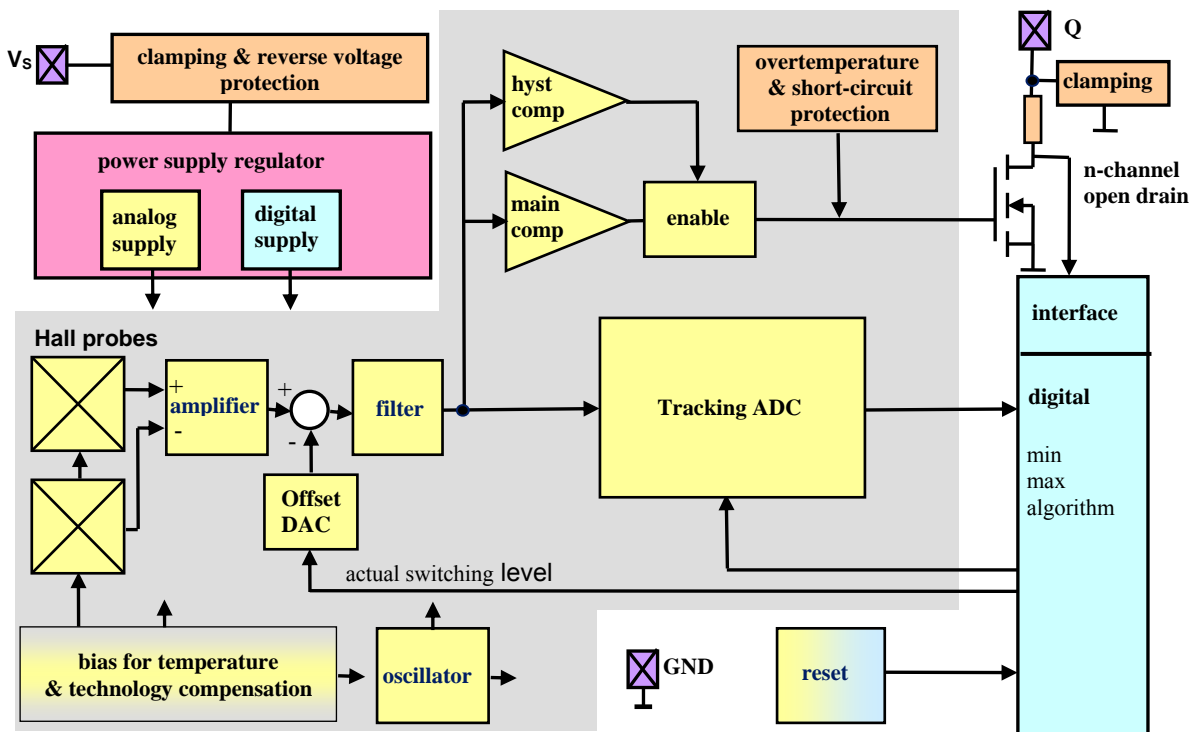 Vs
clamping & reverse voltage
protection
power supply regulator
analog
supply
digital
supply
hyst
comp
main
comp
enable
overtemperature
& short-circuit
protection
Q
clamping
n-channel
open drain
interface
digital
min
max
algorithm
Hall probes
+
-
amplifier
+
-
filter
Tracking ADC
Offset
DAC
actual switching level
bias for temperature
& technology compensation
oscillator
GND
reset